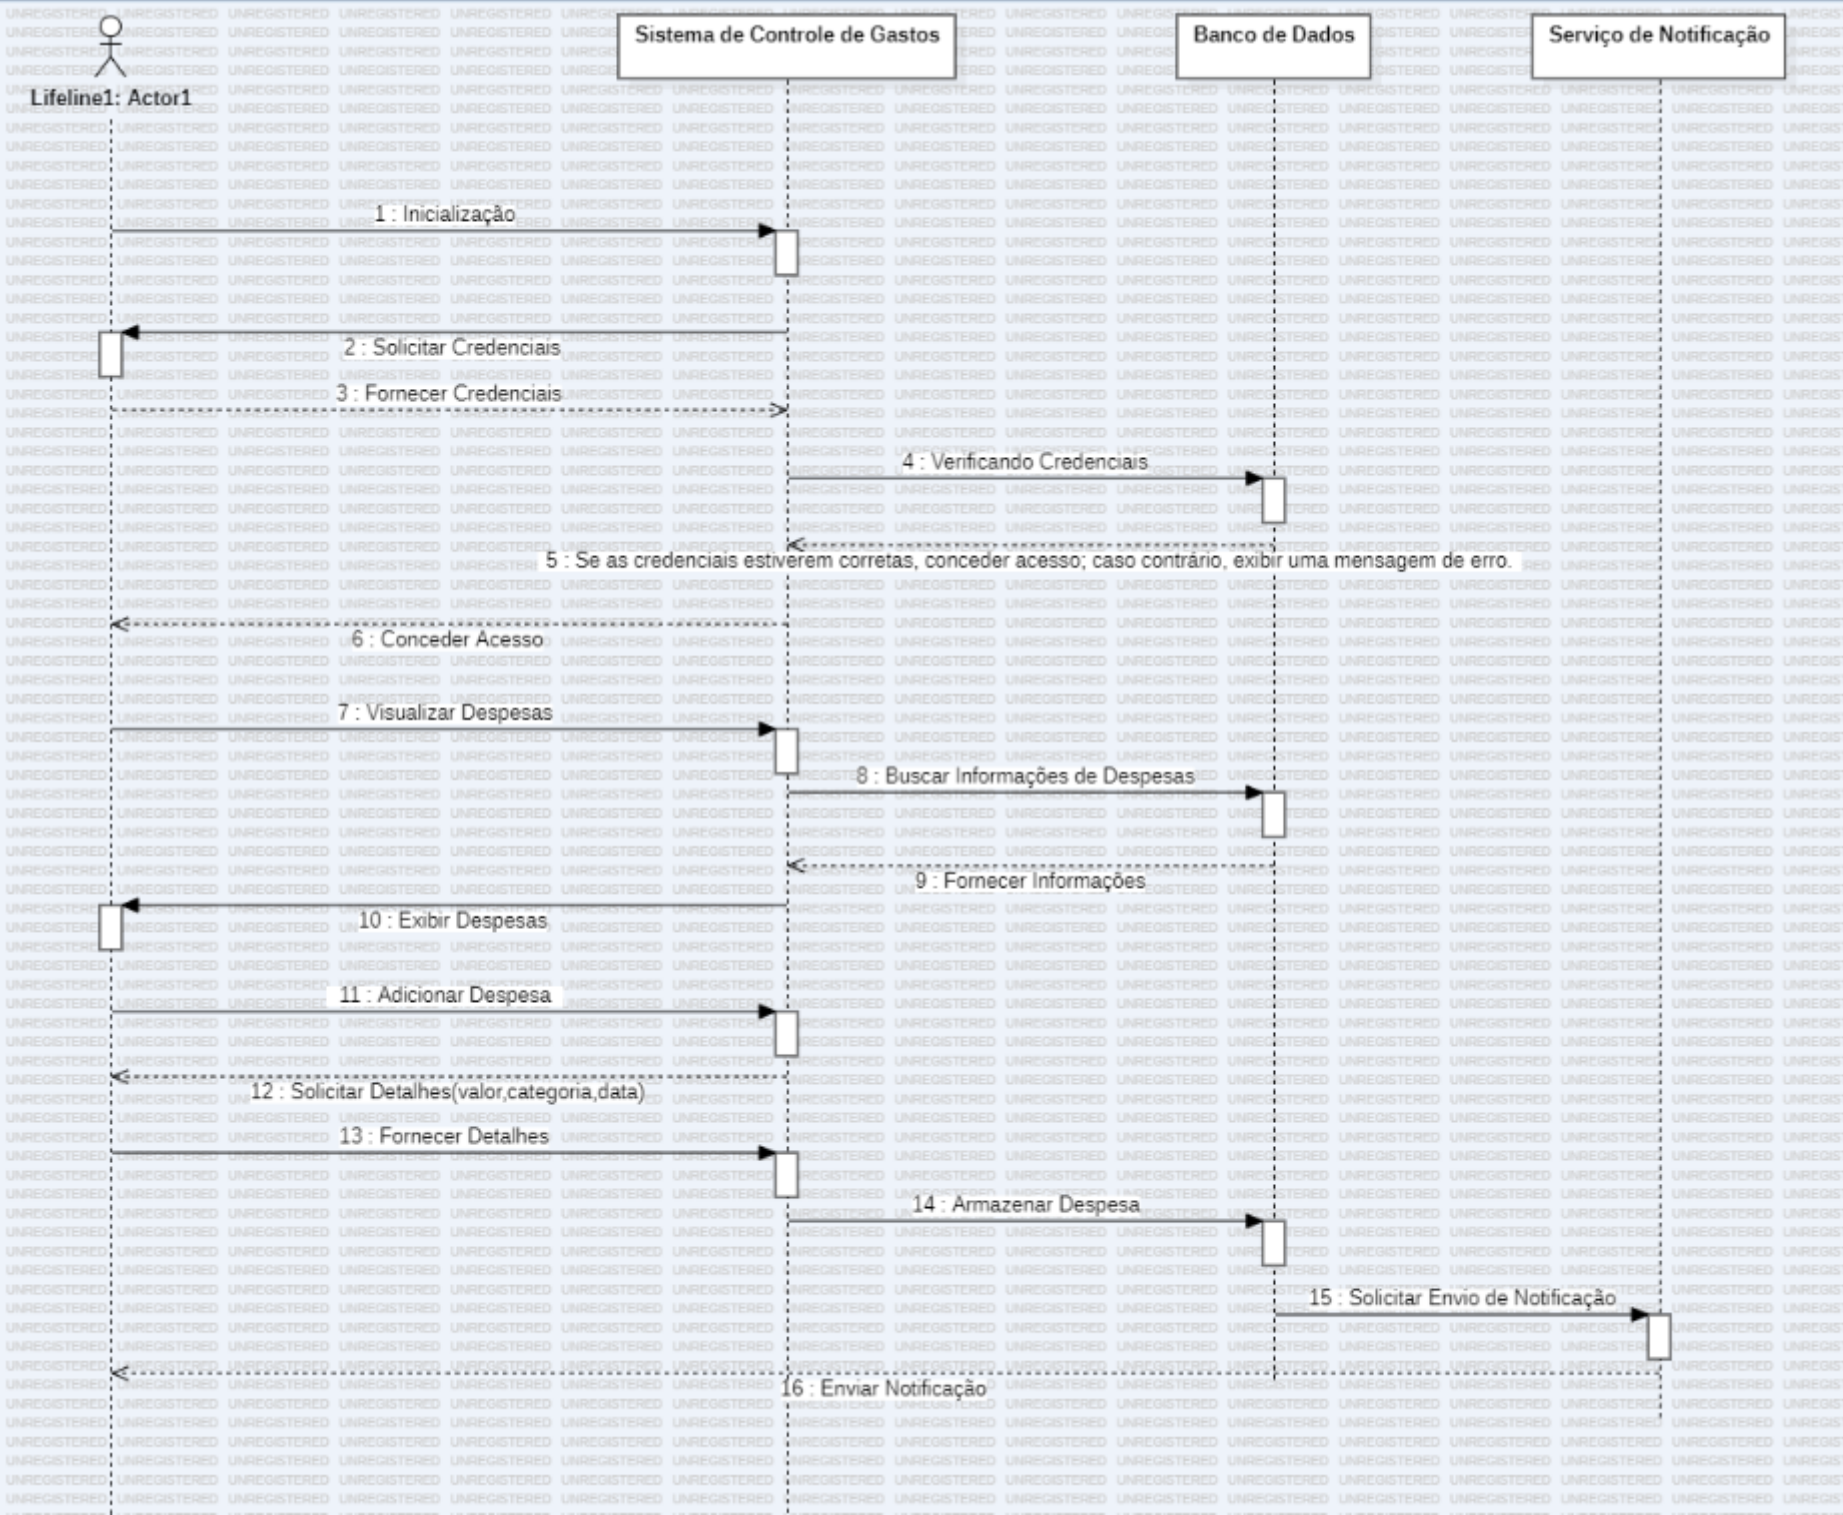 Sistema de Controle de Gastos
Banco de Dados
Serviço de Notificação
Lifeline1: Actor1
1 : Inicialização
2 : Solicitar Credenciais
3 : Fornecer Credenciais
4 : Verificando Credenciais
5 : Se as credenciais estiverem corretas, conceder acesso; caso contrário, exibir uma mensagem de erro.
6 : Conceder Acesso
7 : Visualizar Despesas
8 : Buscar Informações de Despesas
9 : Fornecer Informações
10 : Exibir Despesas
11 : Adicionar Despesa
12 : Solicitar Detalhes(valor,categoria,data)
13 : Fornecer Detalhes
14 : Armazenar Despesa
15 : Solicitar Envio de Notificação
16 : Enviar Notificação
UNREGISTERED